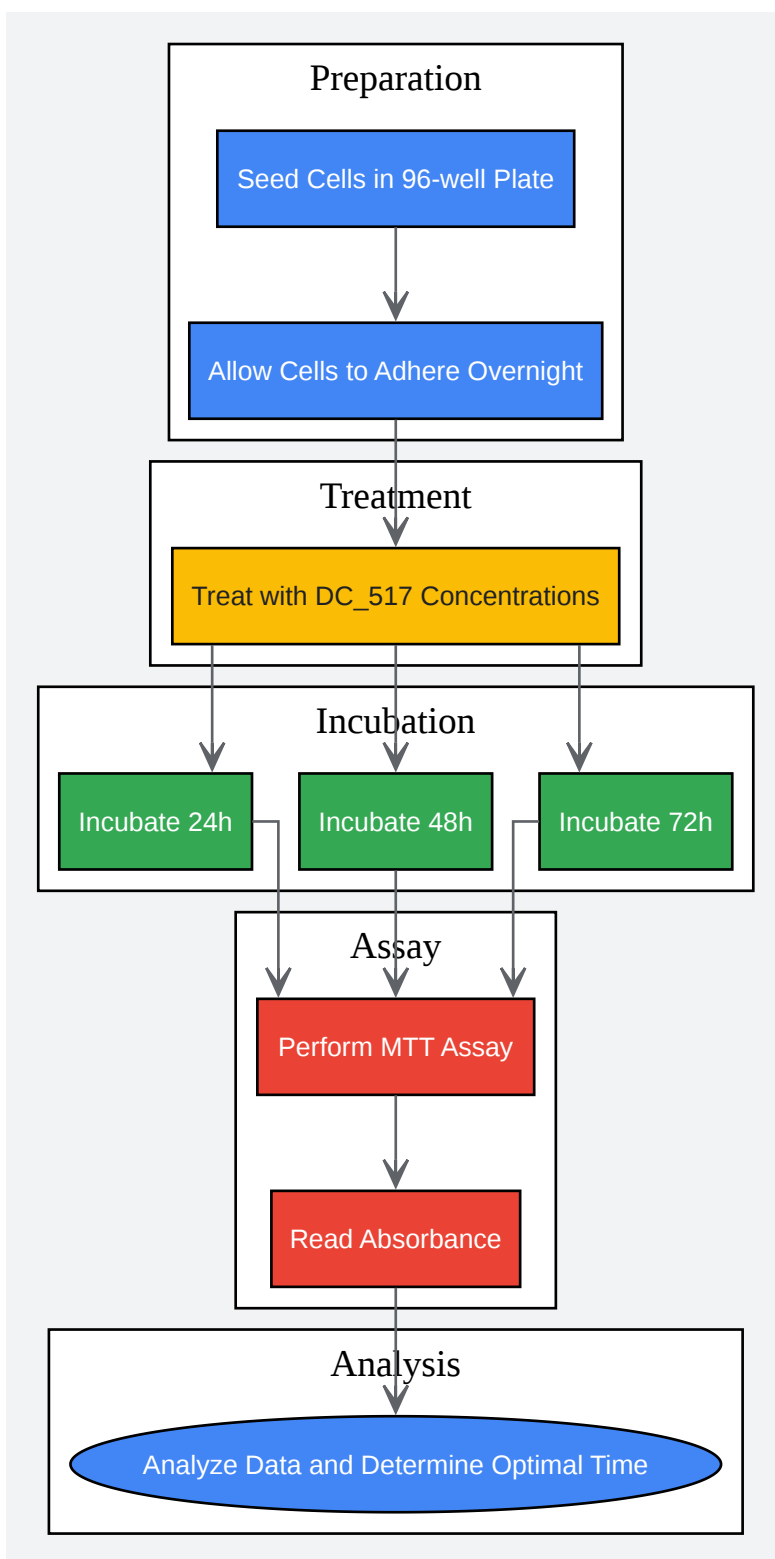 Preparation
Seed Cells in 96-well Plate
Allow Cells to Adhere Overnight
Treatment
Treat with DC_517 Concentrations
Incubation
Incubate 24h
Incubate 48h
Incubate 72h
Assay
Perform MTT Assay
Read Absorbance
Analysis
Analyze Data and Determine Optimal Time